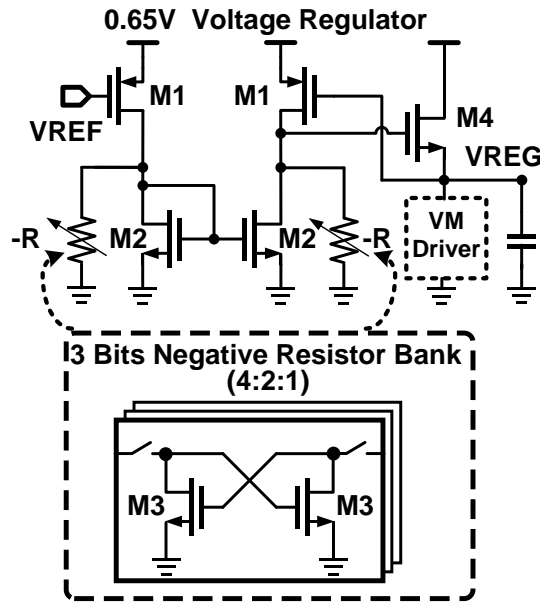 0.65V Voltage Regulator
M1
M1
VREF
M4
VREG
-R
M2
M2
-R
VM
Driver
3 Bits Negative Resistor Bank
(4:2:1)
M3
M3